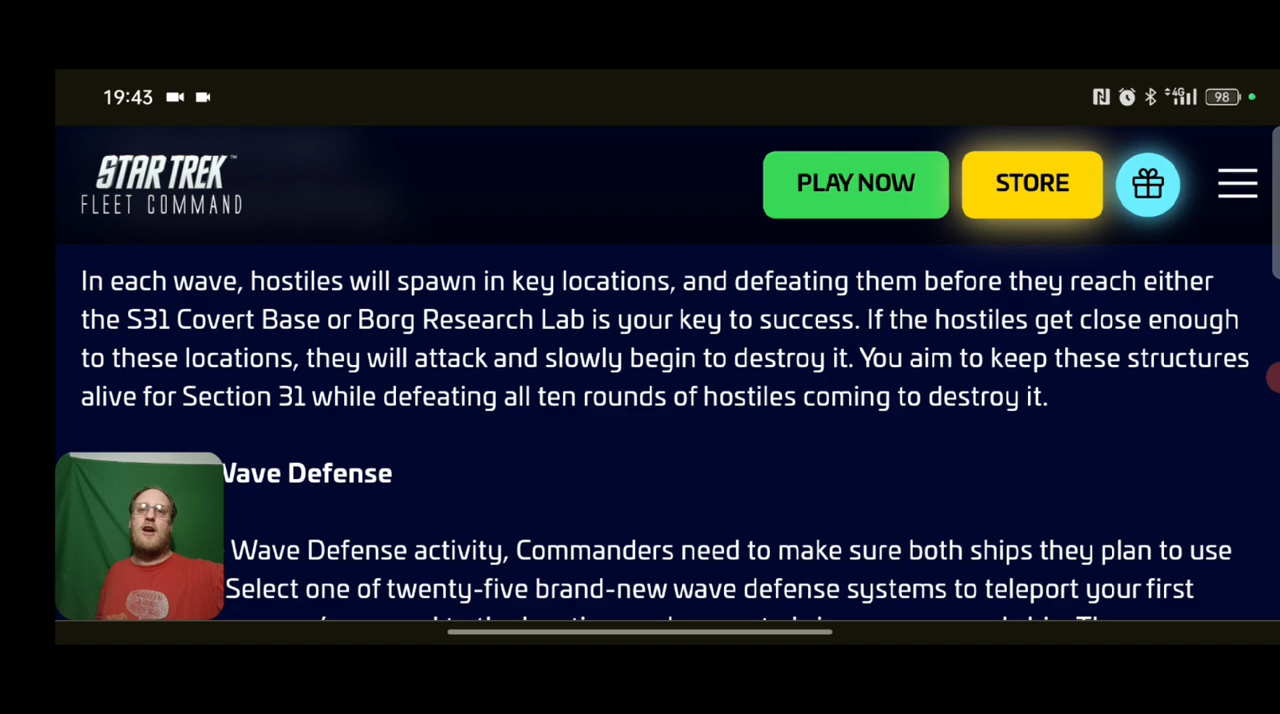 19:43
4G
98
STAR TREK™
FLEET COMMAND
PLAY NOW
STORE
In each wave, hostiles will spawn in key locations, and defeating them before they reach either
the S31 Covert Base or Borg Research Lab is your key to success. If the hostiles get close enough
to these locations, they will attack and slowly begin to destroy it. You aim to keep these structures
alive for Section 31 while defeating all ten rounds of hostiles coming to destroy it.
Wave Defense
Wave Defense activity, Commanders need to make sure both ships they plan to use
Select one of twenty-five brand-new wave defense systems to teleport your first